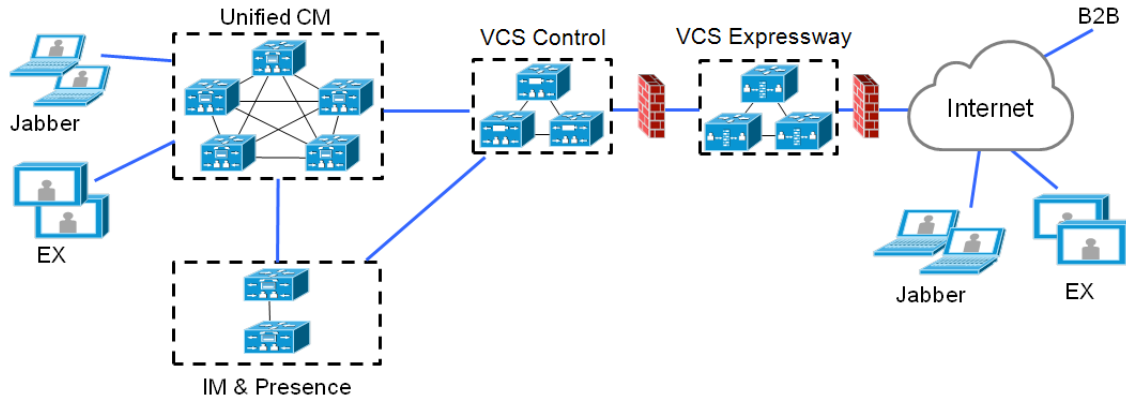 Unified CM
B2B
VCS Control
VCS Expressway
Jabber
Internet
EX
Jabber
EX
IM & Presence